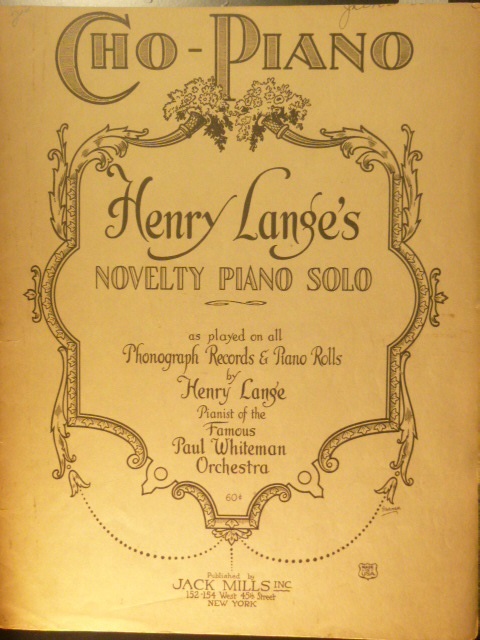 CHO-PIANO
Henry Lange's
NOVELTY PIANO SOLO
as played on all
Phonograph Records & Piano Rolls
by
Henry Lange
Pianist of the
Famous
Paul Whiteman
Orchestra
60¢
Published by
JACK MILLS INC
152-154 West 45th Street
NEW YORK